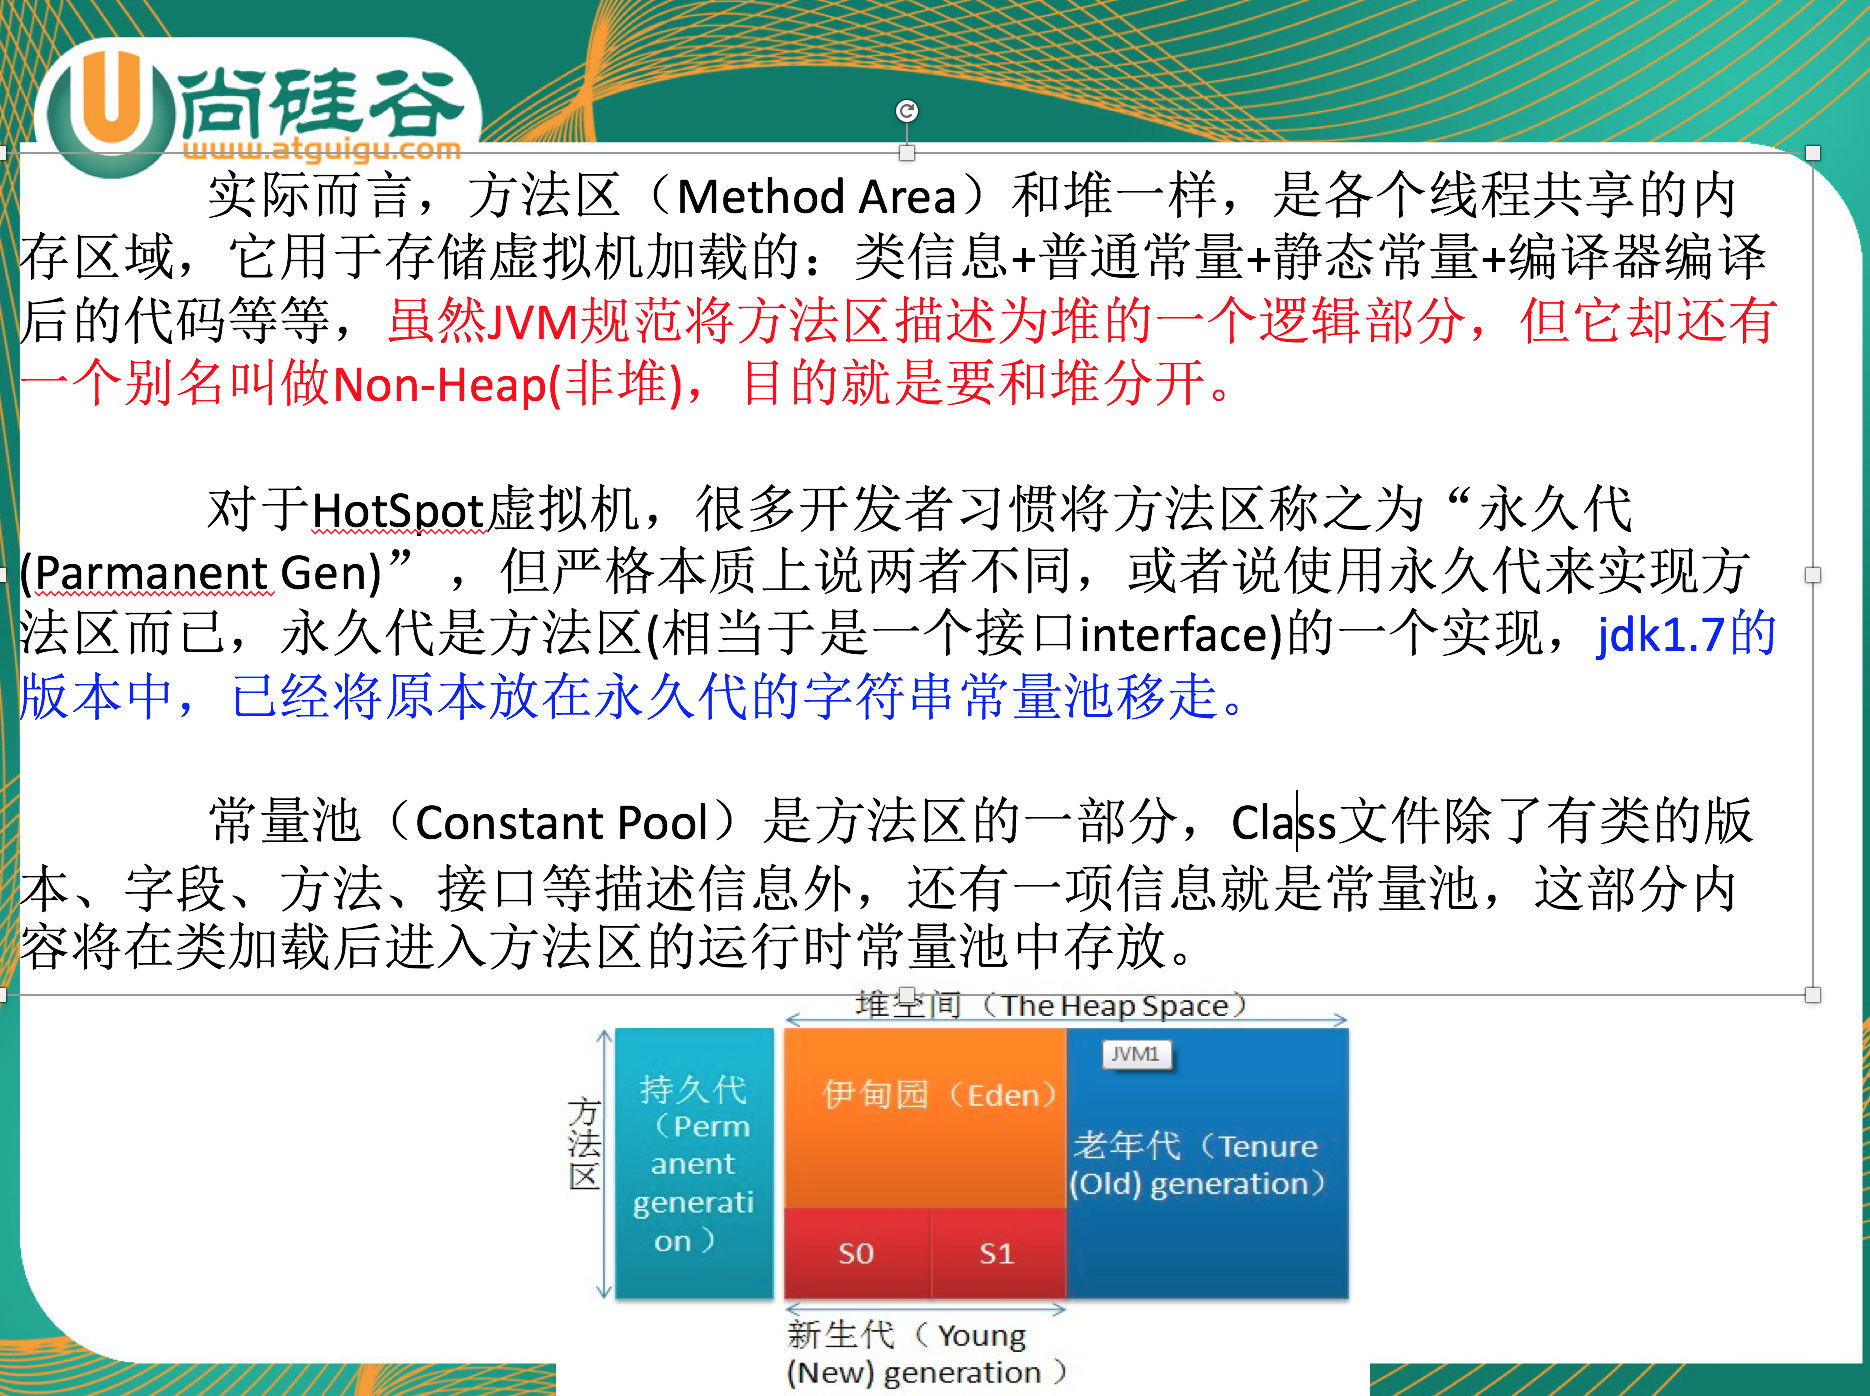 尚硅谷
www.atguigu.com
实际而言，方法区（Method Area）和堆一样，是各个线程共享的内
存区域，它用于存储虚拟机加载的：类信息+普通常量+静态常量+编译器编译
后的代码等等，虽然JVM规范将方法区描述为堆的一个逻辑部分，但它却还有
一个别名叫做Non-Heap(非堆)，目的就是要和堆分开。
对于HotSpot虚拟机，很多开发者习惯将方法区称之为“永久代
(Parmanent Gen)”，但严格本质上说两者不同，或者说使用永久代来实现方
法区而已，永久代是方法区(相当于是一个接口interface)的一个实现，jdk1.7的
版本中，已经将原本放在永久代的字符串常量池移走。
常量池（Constant Pool）是方法区的一部分，Class文件除了有类的版
本、字段、方法、接口等描述信息外，还有一项信息就是常量池，这部分内
容将在类加载后进入方法区的运行时常量池中存放。
堆空间（The Heap Space）
方法区
持久代
（Perm
anent
generati
on）
伊甸园（Eden）
S0
S1
JVM1
老年代（Tenure
(Old) generation）
新生代（Young
(New) generation）